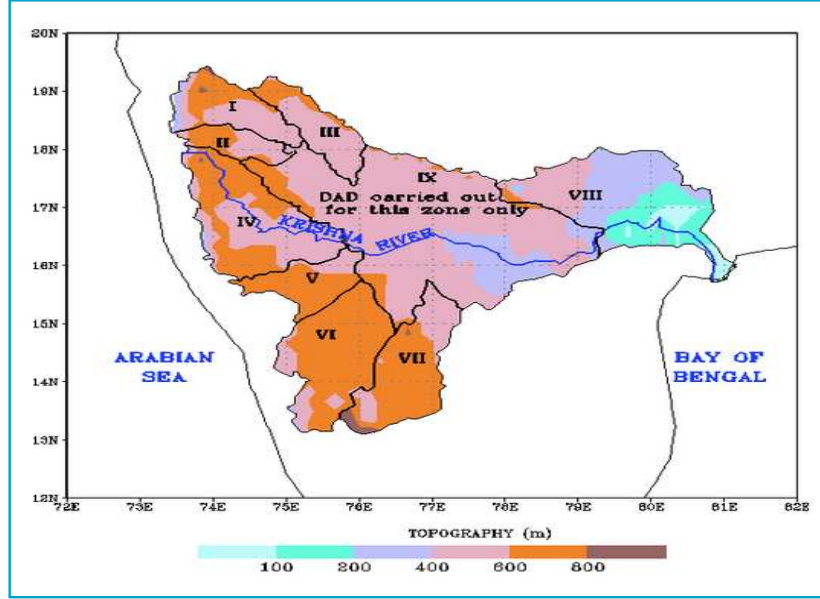 20N
19N
18N
17N
16N
15N
14N
13N
12N
I
III
II
IX
DAD carried out
for this zone only
VIII
IV
KRISHNA RIVER
V
VI
VII
ARABIAN
SEA
BAY OF
BENGAL
72E 73E 74E 75E 76E 77E 78E 79E 80E 81E 82E
TOPOGRAPHY (m)
100 200 400 600 800